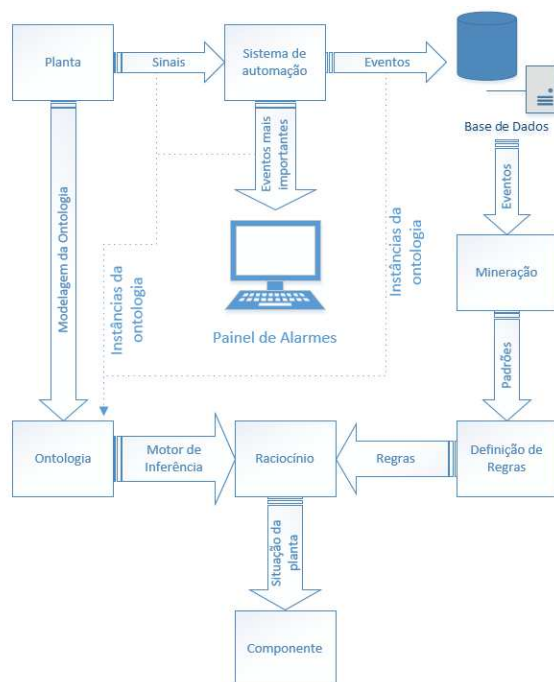 Planta
Sinais
Sistema de
automação
Eventos
Base de Dados
Modelagem da Ontologia
Eventos mais
importantes
Eventos
Instâncias da
ontologia
Instâncias da
ontologia
Painel de Alarmes
Mineração
Padrões
Ontologia
Motor de
Inferência
Raciocínio
Regras
Definição de
Regras
Situação da
planta
Componente